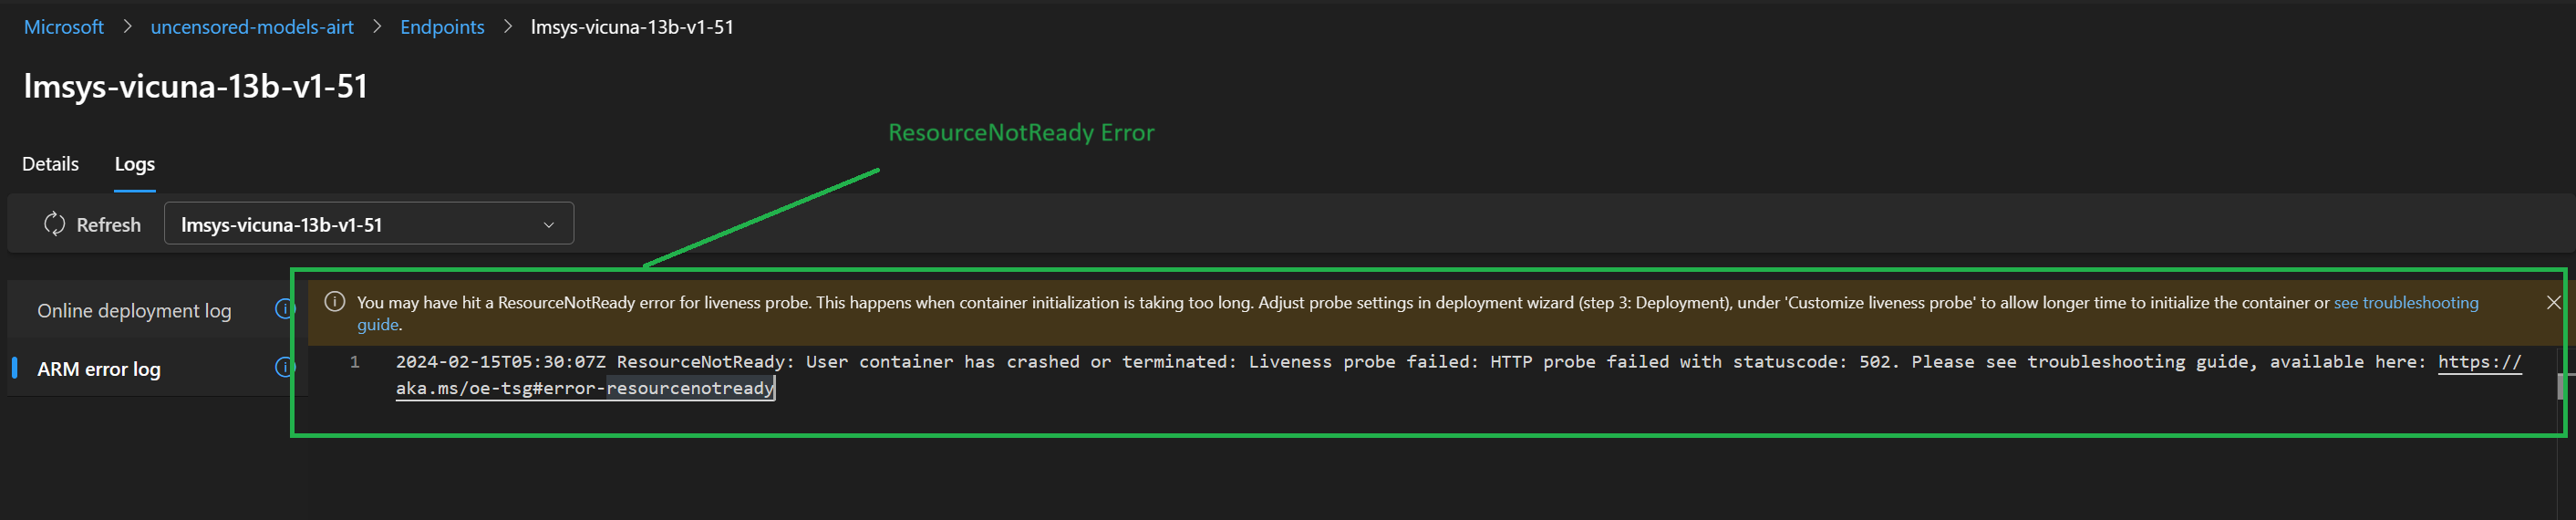 Microsoft > uncensored-models-airt > Endpoints > lmsys-vicuna-13b-v1-51
lmsys-vicuna-13b-v1-51
ResourceNotReady Error
Details Logs
Refresh lmsys-vicuna-13b-v1-51
Online deployment log
You may have hit a ResourceNotReady error for liveness probe. This happens when container initialization is taking too long. Adjust probe settings in deployment wizard (step 3: Deployment), under 'Customize liveness probe' to allow longer time to initialize the container or see troubleshooting
guide.
ARM error log
1 2024-02-15T05:30:07Z ResourceNotReady: User container has crashed or terminated: Liveness probe failed: HTTP probe failed with statuscode: 502. Please see troubleshooting guide, available here: https://
aka.ms/oe-tsg#error-resourcenotready